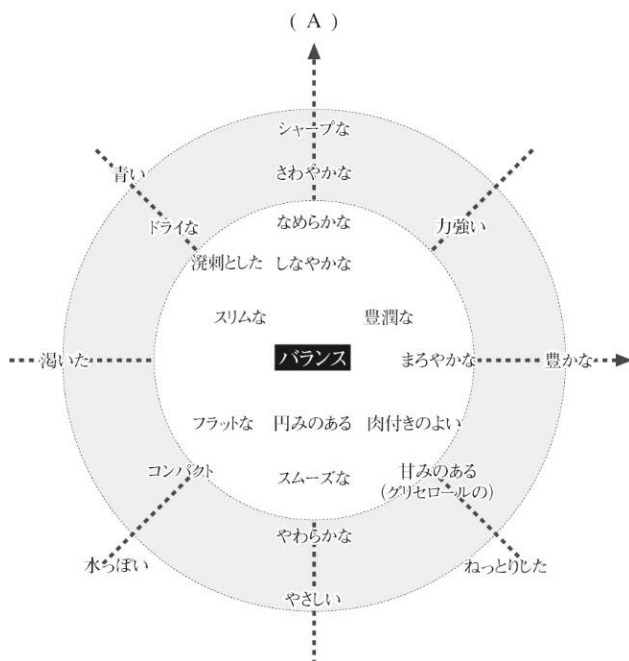 ( A )
シャープな
さわやかな
青い
ドライな
なめらかな
力強い
溌剌とした
しなやかな
スリムな
豊潤な
渇いた
バランス
まろやかな
豊かな
フラットな
円みのある
肉付きのよい
コンパクト
スムーズな
甘みのある
(グリセロールの)
やわらかな
水っぽい
ねっとりした
やさしい